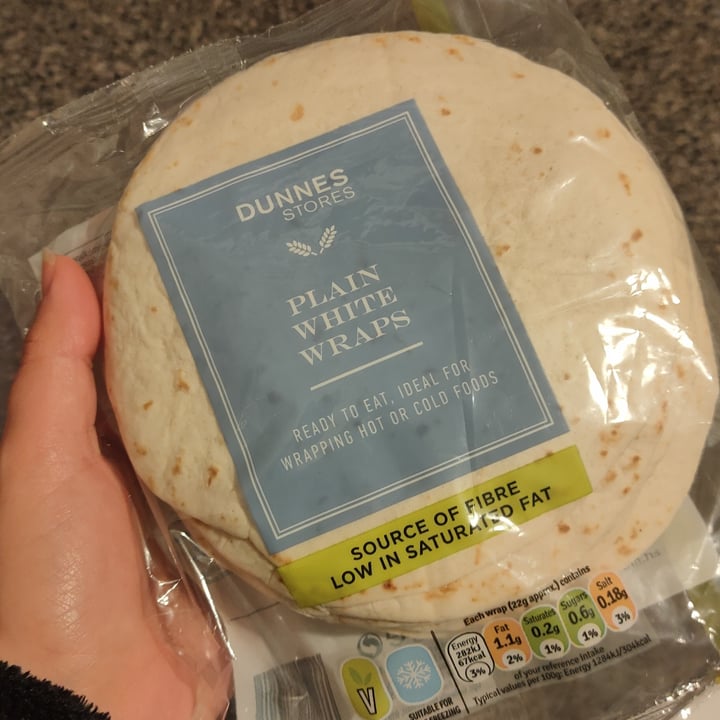 DUNNES
STORES
PLAIN
WHITE
WRAPS
READY TO EAT, IDEAL FOR
WRAPPING HOT OR COLD FOODS
SOURCE OF FIBRE
LOW IN SATURATED FAT
Each wrap (22g approx.) contains
Energy
282kJ
67kcal
3%
Fat
1.1g
2%
Saturates
0.2g
1%
Sugars
0.6g
1%
Salt
0.18g
3%
of your reference intake
Typical values per 100g: Energy 1284kJ/304kcal
V
SUITABLE FOR
FREEZING